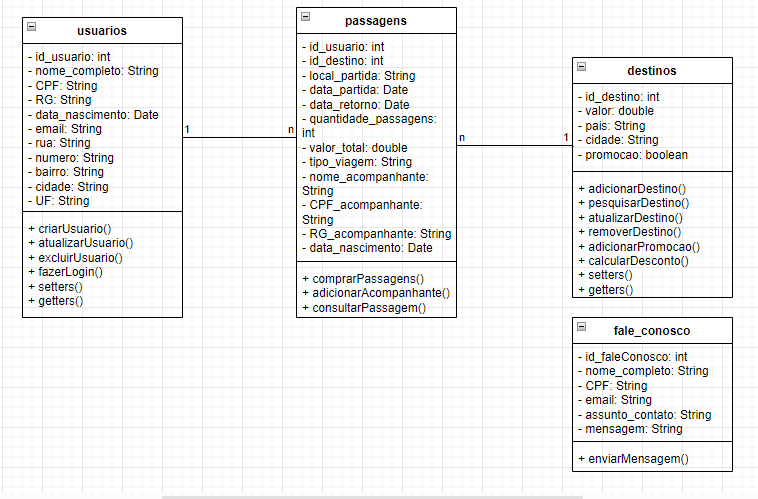 usuarios
- id_usuario: int
- nome_completo: String
- CPF: String
- RG: String
- data_nascimento: Date
- email: String
- rua: String
- numero: String
- bairro: String
- cidade: String
- UF: String
+ criarUsuario()
+ atualizarUsuario()
+ excluirUsuario()
+ fazerLogin()
+ setters()
+ getters()
1
n
passagens
- id_usuario: int
- id_destino: int
- local_partida: String
- data_partida: Date
- data_retorno: Date
- quantidade_passagens:
int
- valor_total: double
- tipo_viagem: String
- nome_acompanhante:
String
- CPF_acompanhante:
String
- RG_acompanhante: String
- data_nascimento: Date
+ comprarPassagens()
+ adicionarAcompanhante()
+ consultarPassagem()
n
1
destinos
- id_destino: int
- valor: double
- pais: String
- cidade: String
- promocao: boolean
+ adicionarDestino()
+ pesquisarDestino()
+ atualizarDestino()
+ removerDestino()
+ adicionarPromocao()
+ calcularDesconto()
+ setters()
+ getters()
fale_conosco
- id_faleConosco: int
- nome_completo: String
- CPF: String
- email: String
- assunto_contato: String
- mensagem: String
+ enviarMensagem()